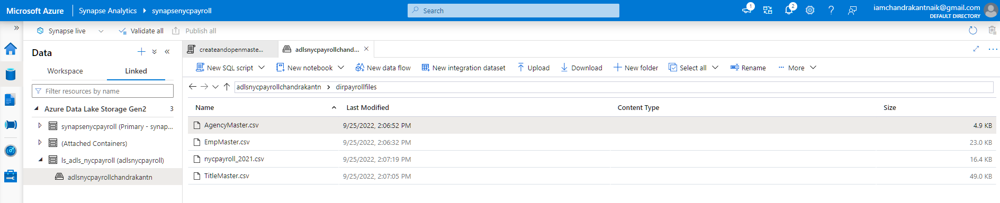 Microsoft Azure Synapse Analytics synapsenycpayroll Search 1 2 iamchandrakantnaik@gmail.com
DEFAULT DIRECTORY
Synapse live Validate all Publish all
Data
Workspace Linked
Filter resources by name
Azure Data Lake Storage Gen2 3
synapsenycpayroll (Primary - synap...
(Attached Containers)
ls_adls_nycpayroll (adlsnycpayroll)
adlsnycpayrollchandrakantn
createandopenmaste... adlsnycpayrollchand...
New SQL script New notebook New data flow New integration dataset Upload Download New folder Select all Rename More
adlsnycpayrollchandrakantn dirpayrollfiles
Name Last Modified Content Type Size
AgencyMaster.csv 9/25/2022, 2:06:52 PM 4.9 KB
EmpMaster.csv 9/25/2022, 2:06:32 PM 23.0 KB
nycpayroll_2021.csv 9/25/2022, 2:07:19 PM 16.4 KB
TitleMaster.csv 9/25/2022, 2:07:05 PM 49.0 KB